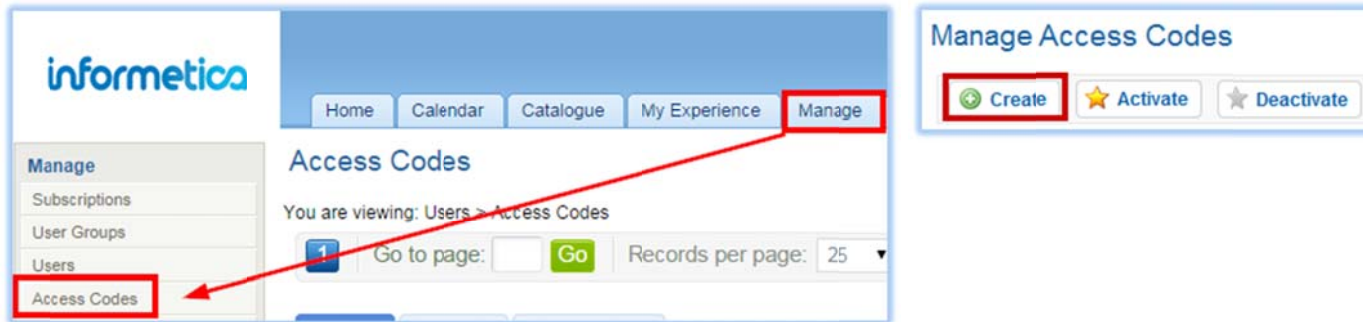 informetica
Home Calendar Catalogue My Experience Manage
Manage
Subscriptions
User Groups
Users
Access Codes
Access Codes
You are viewing: Users > Access Codes
1 Go to page: Go Records per page: 25
Manage Access Codes
Create Activate Deactivate